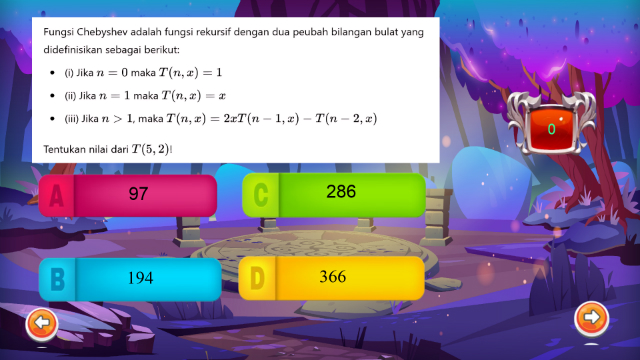 Fungsi Chebyshev adalah fungsi rekursif dengan dua peubah bilangan bulat yang
didefinisikan sebagai berikut:
• (i) Jika n = 0 maka T(n, x) = 1
• (ii) Jika n = 1 maka T(n, x) = x
• (iii) Jika n > 1, maka T(n, x) = 2xT(n − 1, x) − T(n − 2, x)
Tentukan nilai dari T(5, 2)!
0
A 97
C 286
B 194
D 366